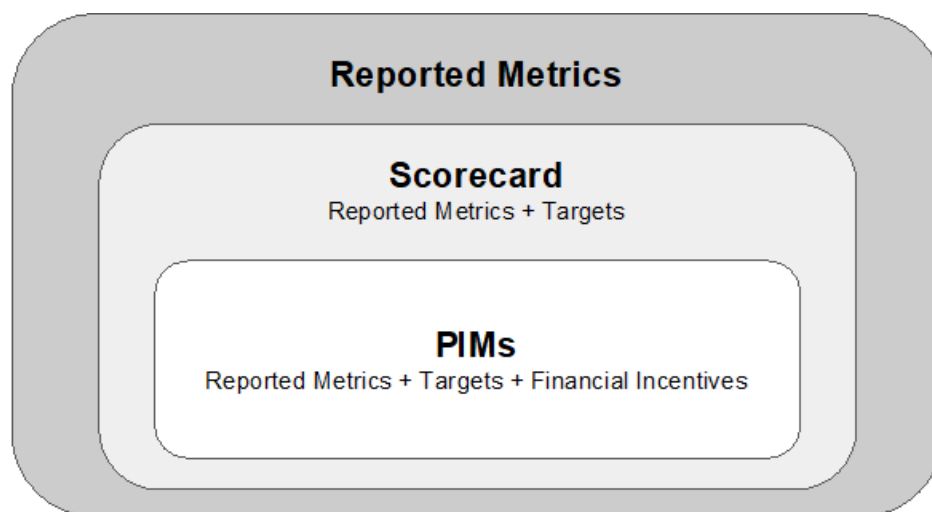 Reported Metrics
Scorecard
Reported Metrics + Targets
PIMs
Reported Metrics + Targets + Financial Incentives